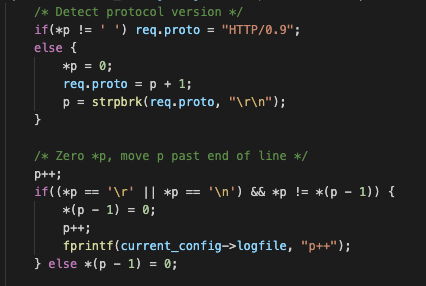 /* Detect protocol version */
if(*p != ' ') req.proto = "HTTP/0.9";
else {
*p = 0;
req.proto = p + 1;
p = strpbrk(req.proto, "\r\n");
}
/* Zero *p, move p past end of line */
p++;
if((*p == '\r' || *p == '\n') && *p != *(p - 1)) {
*(p - 1) = 0;
p++;
fprintf(current_config->logfile, "p++");
} else *(p - 1) = 0;